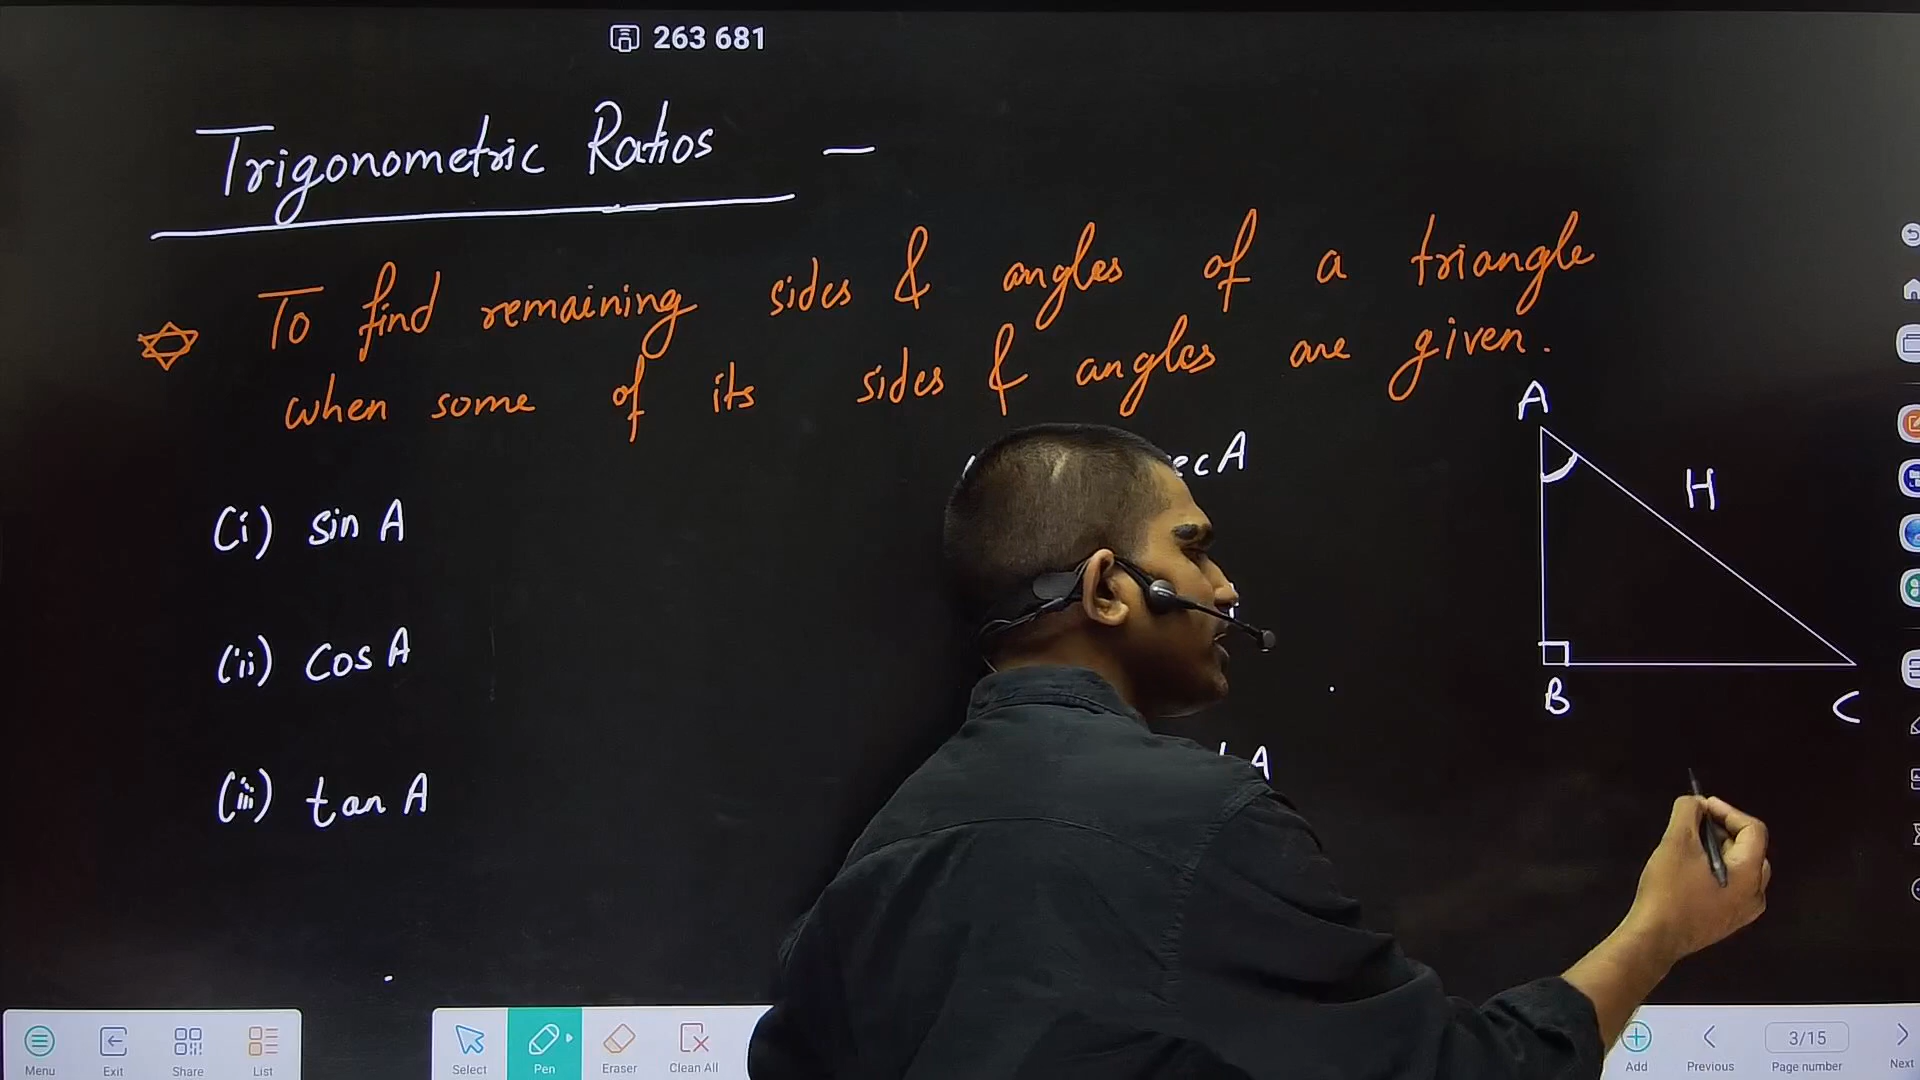 263 681
Trigonometric Ratios —
To find remaining sides & angles of a triangle
when some of its sides & angles are given.
A
H
B
C
(i) sin A
(ii) cos A
(iii) tan A
A
Menu
Exit
Share
List
Select
Pen
Eraser
Clean All
Add
Previous
3/15
Page number
Next